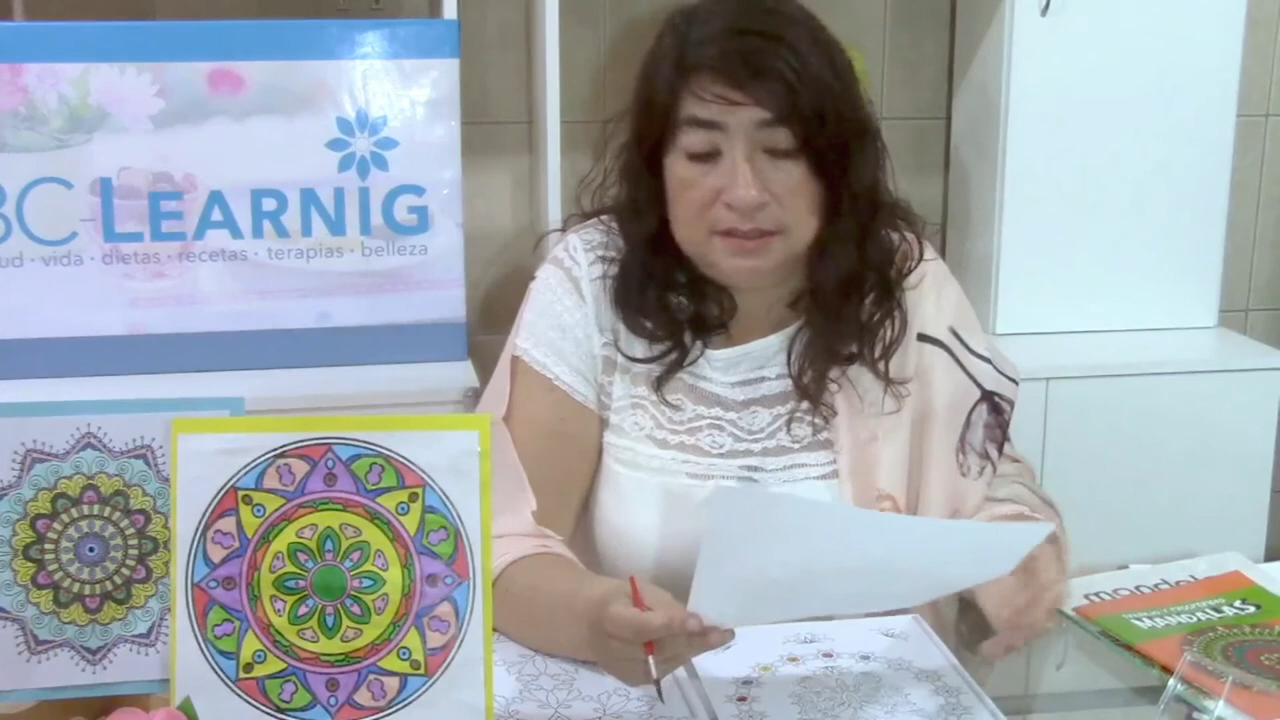 BC-LEARNIG
ud · vida · dietas · recetas · terapias · belleza
MANDALAS